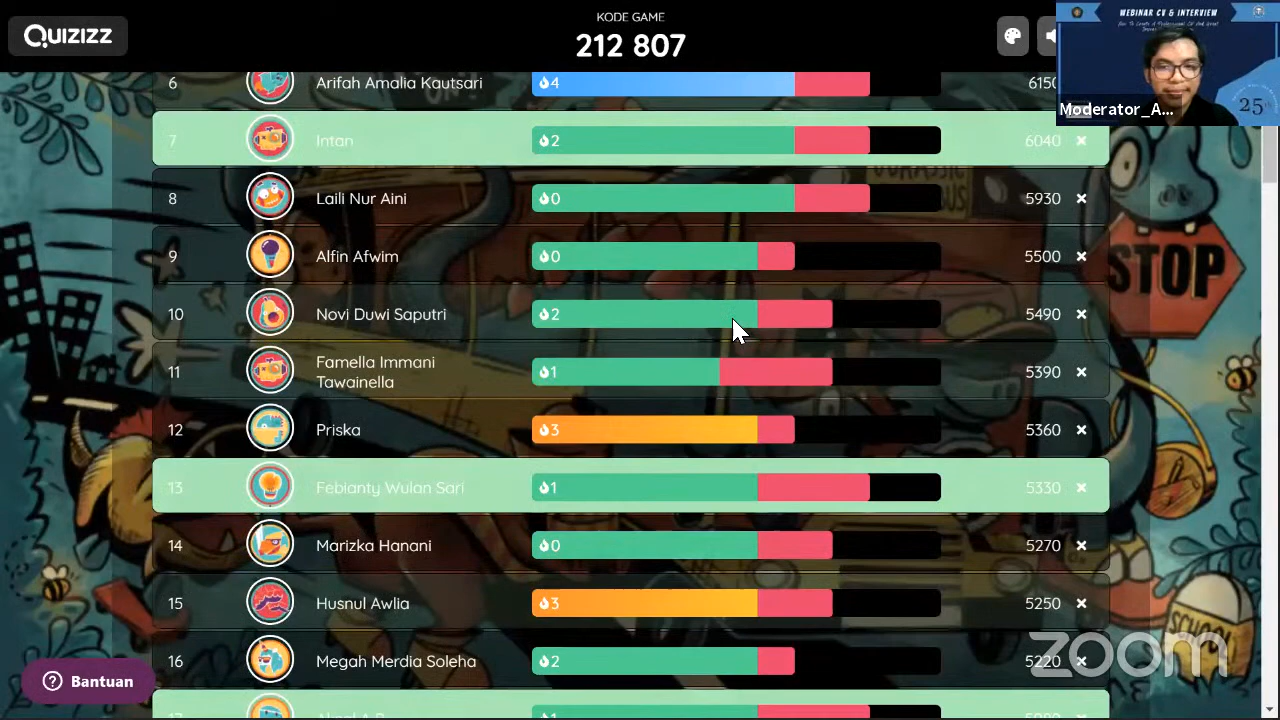 Quizizz
KODE GAME
212 807
WEBINAR CV & INTERVIEW
Moderator_A...
25
6 Arifah Amalia Kautsari 4 6150
7 Intan 2 6040
8 Laili Nur Aini 0 5930
9 Alfin Afwim 0 5500
10 Novi Duwi Saputri 2 5490
11 Famella Immani
Tawainella 1 5390
12 Priska 3 5360
13 Febianty Wulan Sari 1 5330
14 Marizka Hanani 0 5270
15 Husnul Awlia 3 5250
16 Megah Merdia Soleha 2 5220
STOP
SCHOOL
Bantuan
zoom